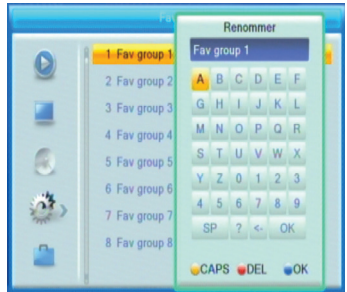 Fav
1 Fav group 1
2 Fav group 2
3 Fav group 3
4 Fav group 4
5 Fav group 5
6 Fav group 6
7 Fav group 7
8 Fav group 8
Renommer
Fav group 1
A B C D E F
G H I J K L
M N O P Q R
S T U V W X
Y Z 0 1 2 3
4 5 6 7 8 9
SP ? <- OK
CAPS DEL OK